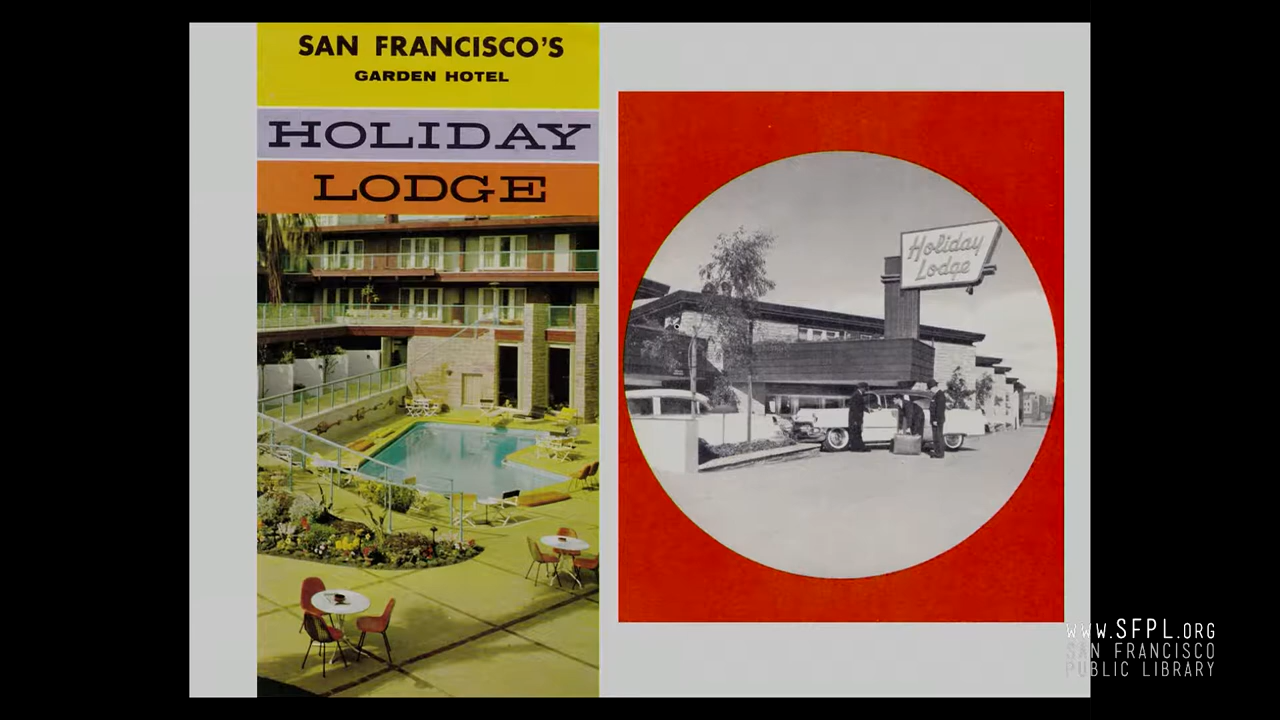 SAN FRANCISCO'S
GARDEN HOTEL
HOLIDAY
LODGE
Holiday
Lodge
www.SFPL.ORG
SAN FRANCISCO
PUBLIC LIBRARY